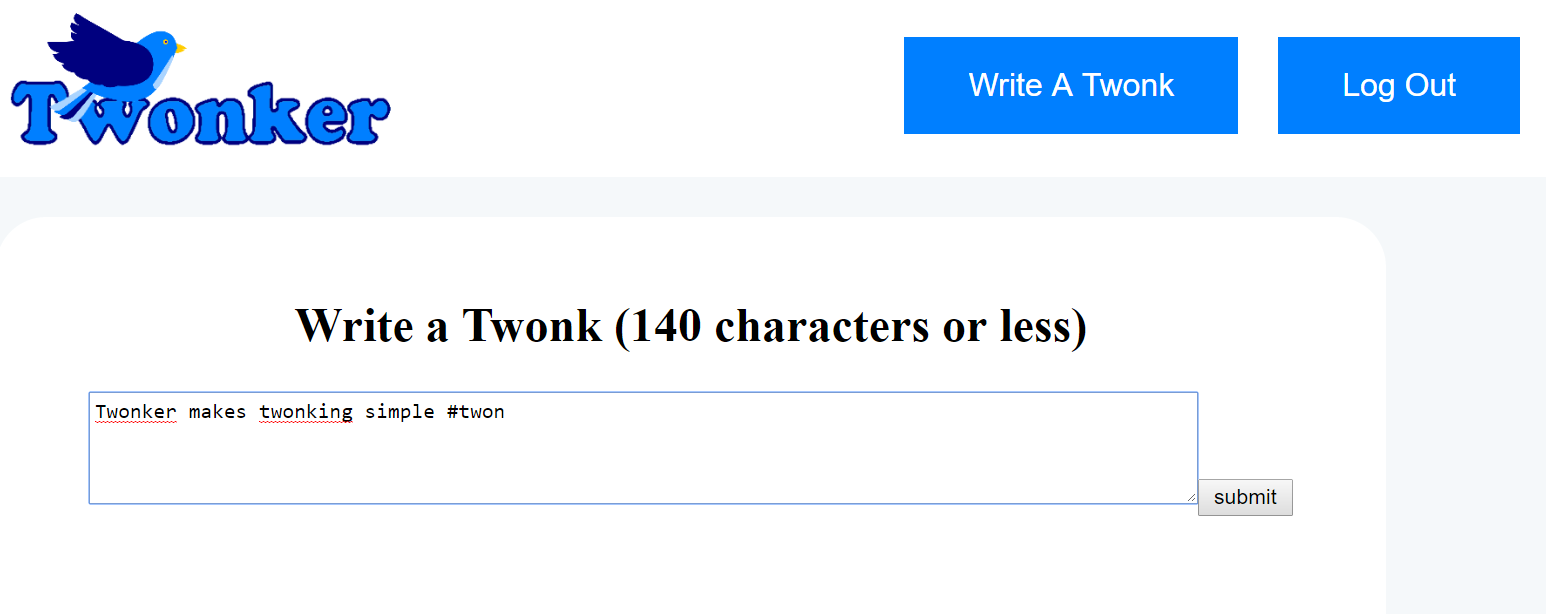 Twonker
Write A Twonk
Log Out
Write a Twonk (140 characters or less)
Twonker makes twonking simple #twon
submit